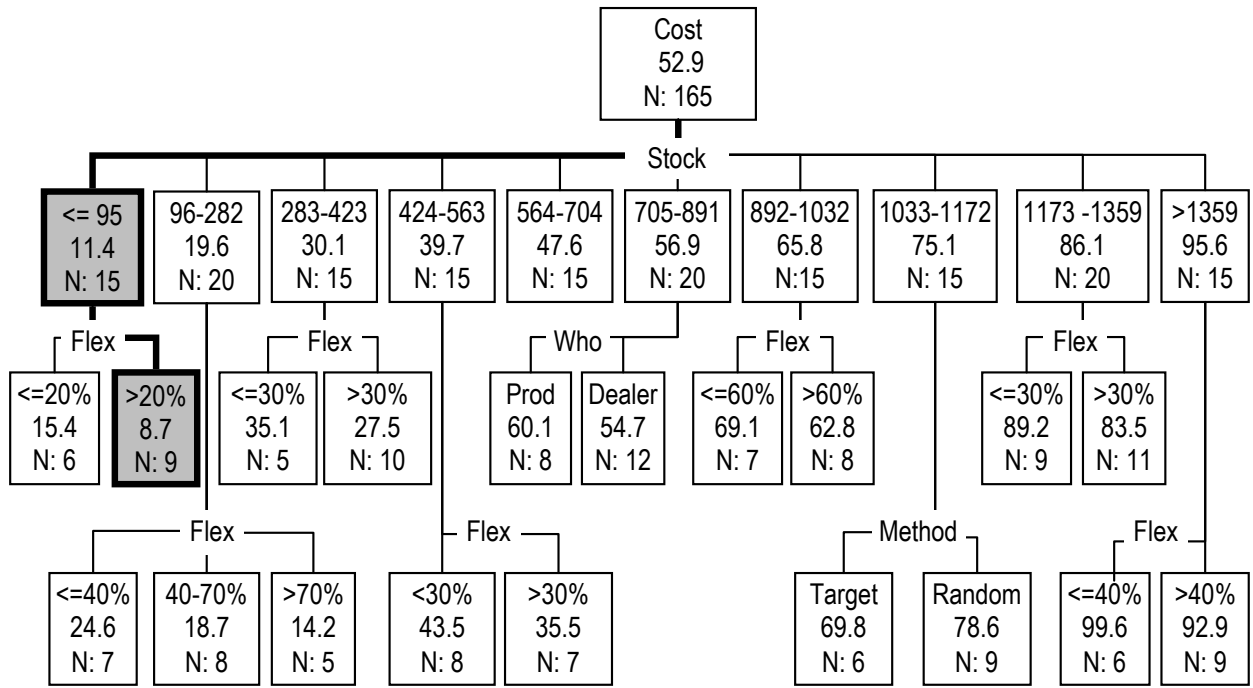 Cost
52.9
N: 165
Stock
<= 95
11.4
N: 15
96-282
19.6
N: 20
283-423
30.1
N: 15
424-563
39.7
N: 15
564-704
47.6
N: 15
705-891
56.9
N: 20
892-1032
65.8
N:15
1033-1172
75.1
N: 15
1173 -1359
86.1
N: 20
>1359
95.6
N: 15
Flex
<=20%
15.4
N: 6
>20%
8.7
N: 9
Flex
<=30%
35.1
N: 5
>30%
27.5
N: 10
Who
Prod
60.1
N: 8
Dealer
54.7
N: 12
Flex
<=60%
69.1
N: 7
>60%
62.8
N: 8
Flex
<=30%
89.2
N: 9
>30%
83.5
N: 11
Flex
<=40%
24.6
N: 7
40-70%
18.7
N: 8
>70%
14.2
N: 5
Flex
<30%
43.5
N: 8
>30%
35.5
N: 7
Method
Target
69.8
N: 6
Random
78.6
N: 9
Flex
<=40%
99.6
N: 6
>40%
92.9
N: 9